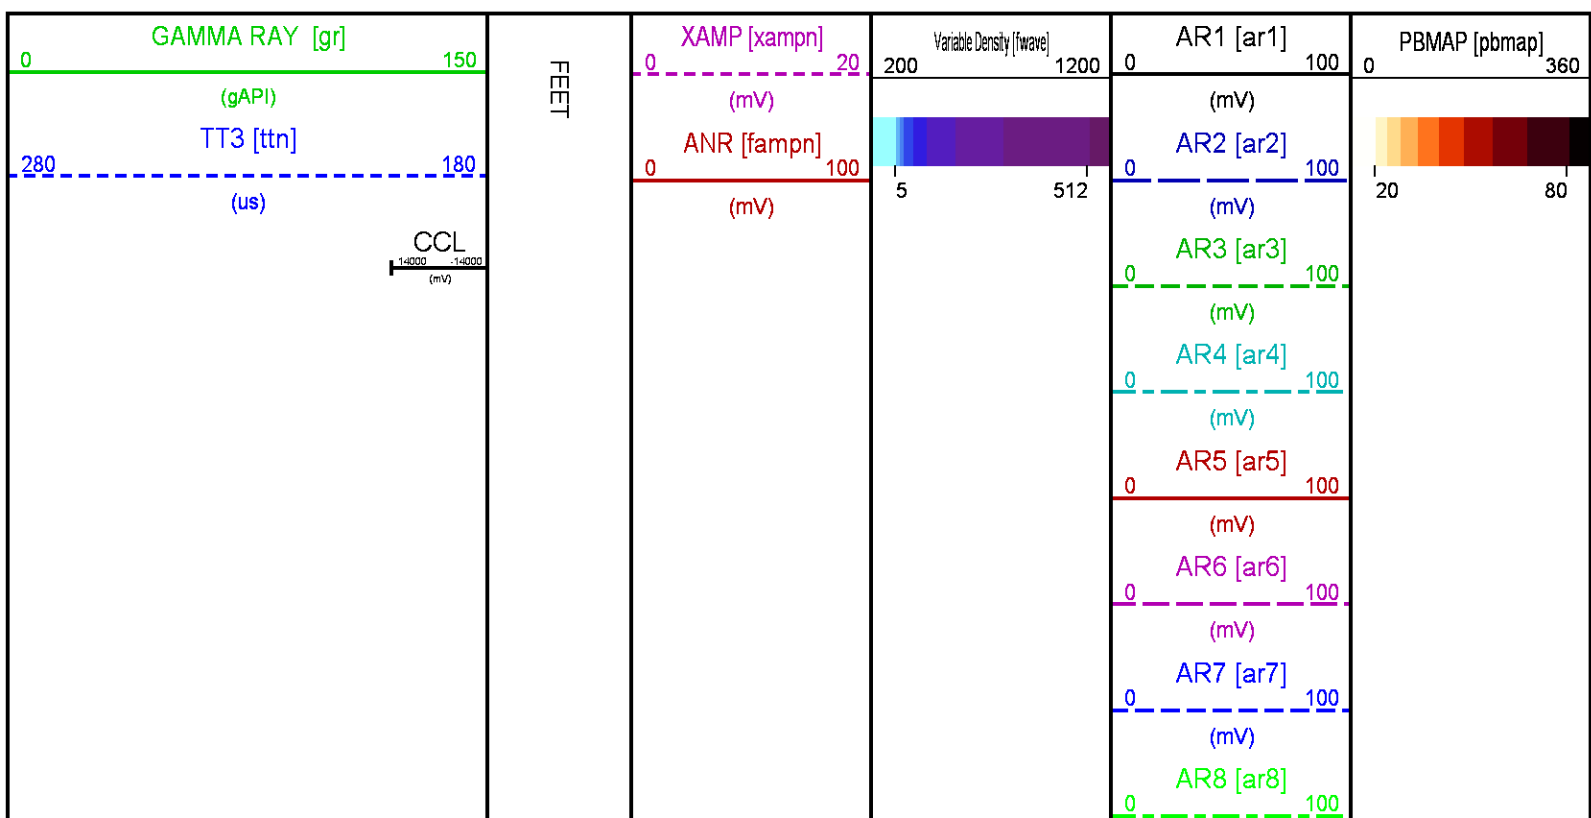 GAMMA RAY [gr]
0 150
(gAPI)
TT3 [ttn]
280 180
(us)
CCL
14000 -14000
(mV)
FEET
XAMP [xampn]
0 20
(mV)
ANR [fampn]
0 100
(mV)
Variable Density [fwave]
200 1200
5 512
AR1 [ar1]
0 100
(mV)
AR2 [ar2]
0 100
(mV)
AR3 [ar3]
0 100
(mV)
AR4 [ar4]
0 100
(mV)
AR5 [ar5]
0 100
(mV)
AR6 [ar6]
0 100
(mV)
AR7 [ar7]
0 100
(mV)
AR8 [ar8]
0 100
PBMAP [pbmap]
0 360
20 80